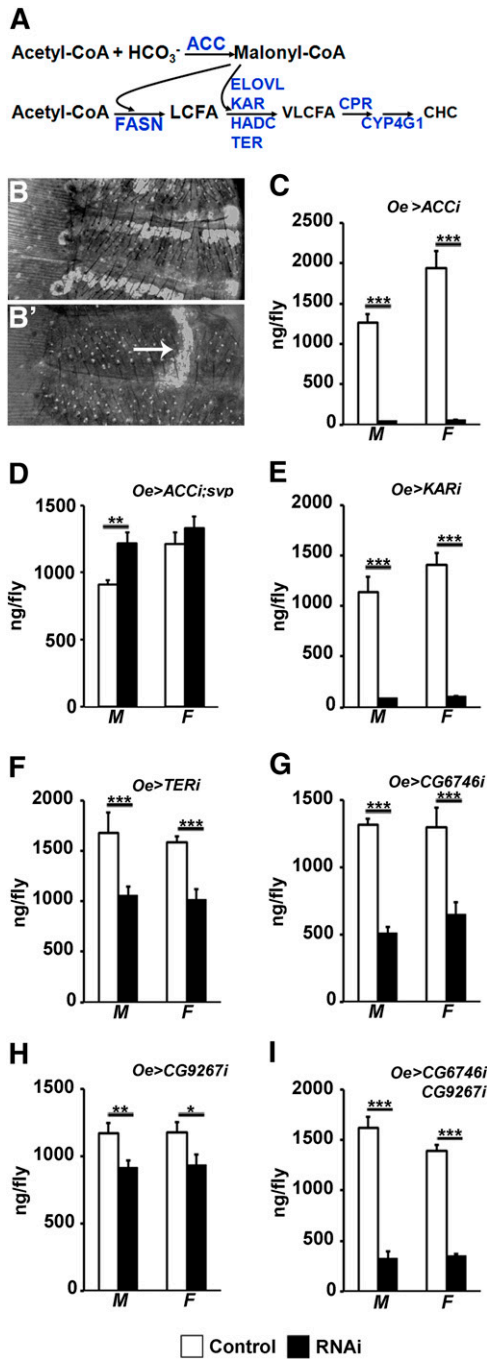 A
Acetyl-CoA + HCO₃⁻ ACC Malonyl-CoA
ELOVL
KAR
HADC
TER
Acetyl-CoA FASN LCFA VLCFA CPR CYP4G1 CHC
B
B'
C
Oe>ACCi
ng/fly
2500
2000
1500
1000
500
0
***
***
M
F
D
Oe>ACCi;svp
ng/fly
1500
1000
500
0
**
M
F
E
Oe>KARi
ng/fly
2000
1500
1000
500
0
***
***
M
F
F
Oe>TERi
ng/fly
2000
1500
1000
500
0
***
***
M
F
G
Oe>CG6746i
ng/fly
1500
1000
500
0
***
***
M
F
H
Oe>CG9267i
ng/fly
1500
1000
500
0
**
*
M
F
I
Oe>CG6746i
CG9267i
ng/fly
2000
1500
1000
500
0
***
***
M
F
Control RNAi